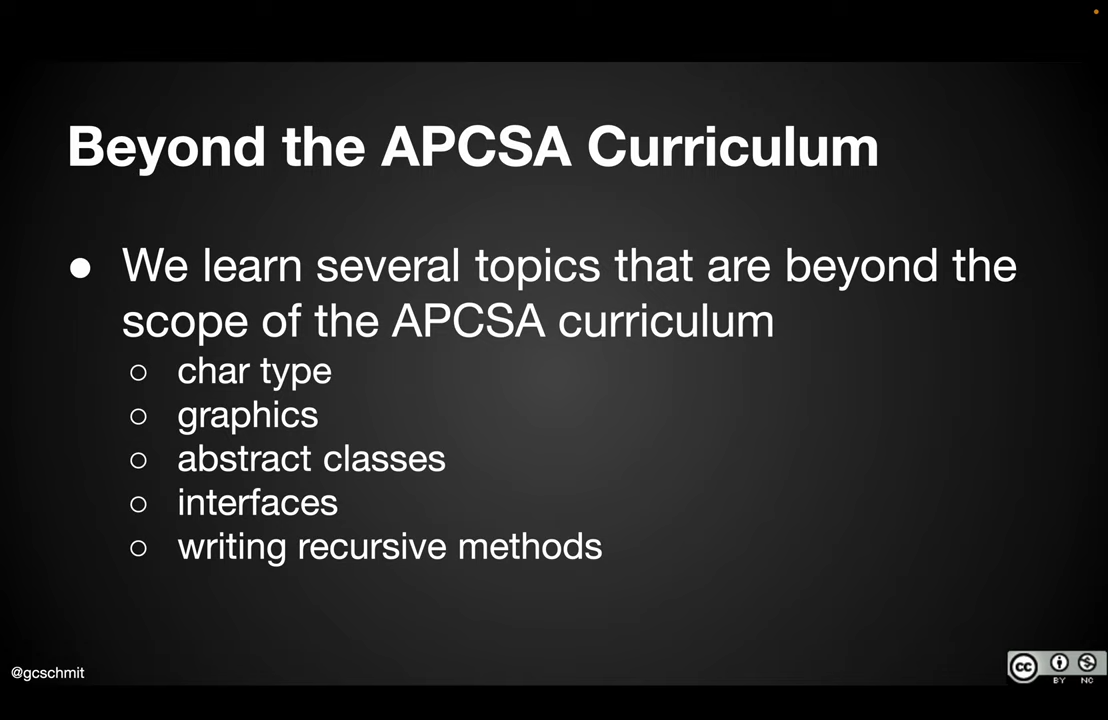 Beyond the APCSA Curriculum
● We learn several topics that are beyond the
scope of the APCSA curriculum
○ char type
○ graphics
○ abstract classes
○ interfaces
○ writing recursive methods
@gcschmit
cc
BY NC